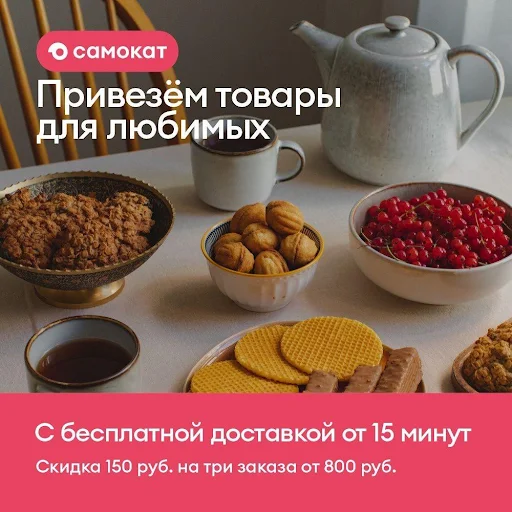 самокат
Привезём товары
для любимых
С бесплатной доставкой от 15 минут
Скидка 150 руб. на три заказа от 800 руб.